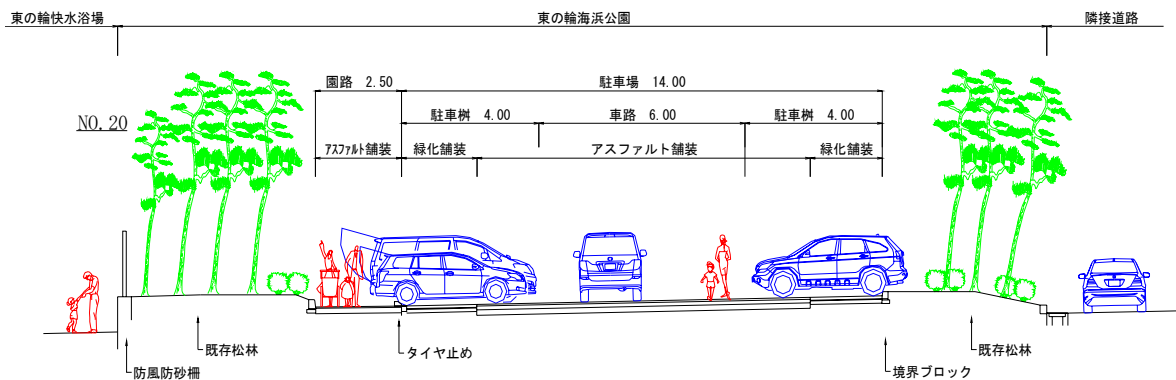 東の輪快水浴場
東の輪海浜公園
隣接道路
園路 2.50
駐車場 14.00
NO.20
駐車桝 4.00
車路 6.00
駐車桝 4.00
アスファルト舗装
緑化舗装
アスファルト舗装
緑化舗装
既存松林
タイヤ止め
既存松林
防風防砂柵
境界ブロック